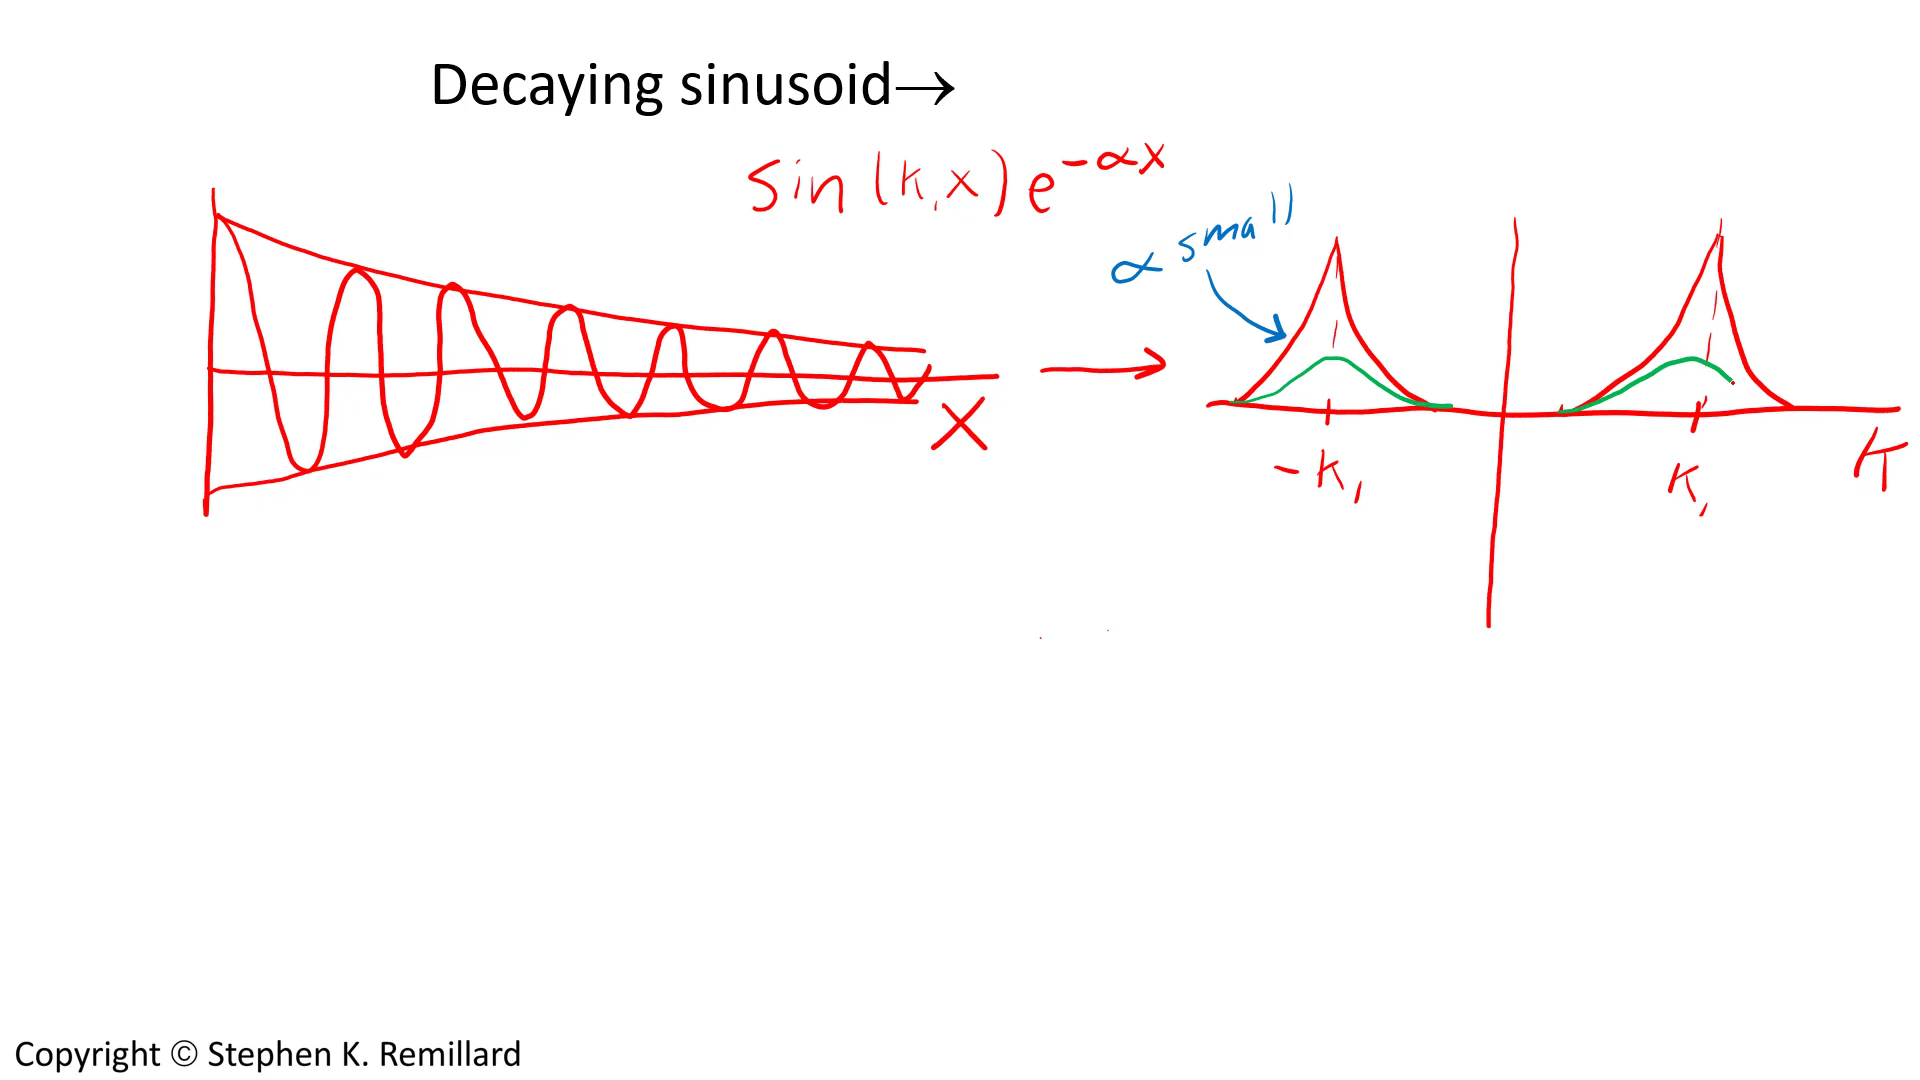 Decaying sinusoid→
sin(k₁x)e^-αx
α small
x
-k₁
k₁
k
Copyright © Stephen K. Remillard